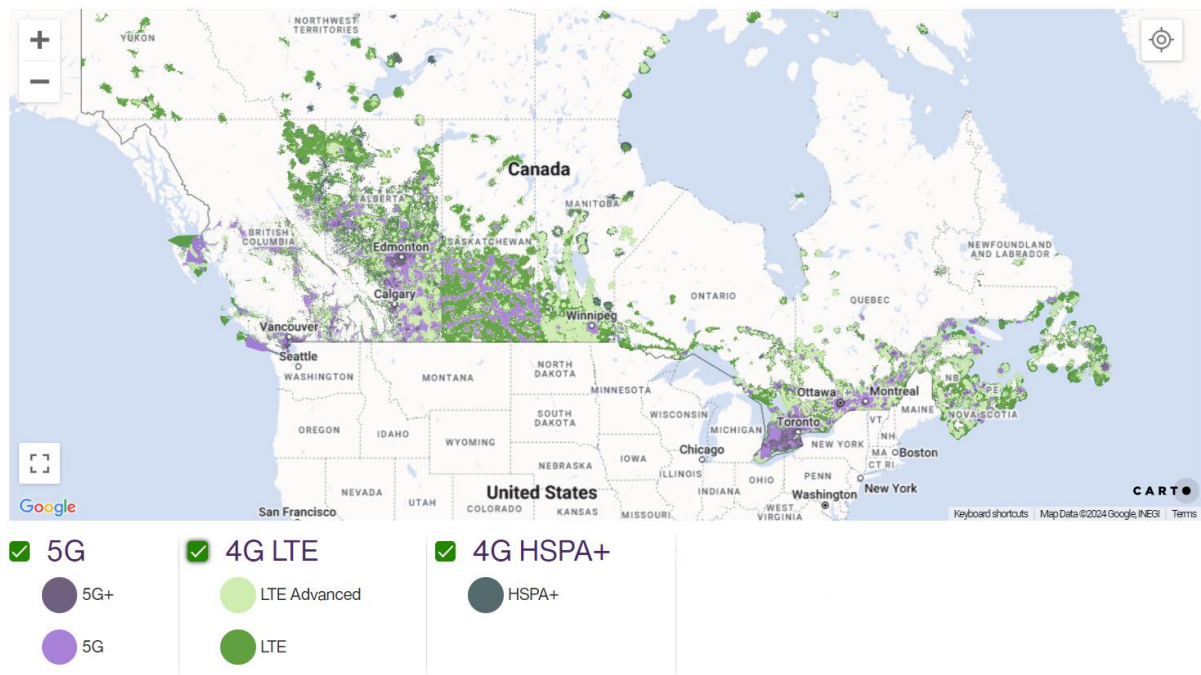 NORTHWEST
TERRITORIES
YUKON
Canada
ALBERTA
MANITOBA
BRITISH
COLUMBIA
Edmonton
SASKATCHEWAN
NEWFOUNDLAND
AND LABRADOR
Calgary
ONTARIO
QUEBEC
Winnipeg
Vancouver
Seattle
WASHINGTON
MONTANA
NORTH
DAKOTA
MINNESOTA
Ottawa
Montreal
NB
PE
MAINE
NOVA SCOTIA
OREGON
IDAHO
SOUTH
DAKOTA
WISCONSIN
MICHIGAN
Toronto
VT
NH
NEW YORK
WYOMING
Chicago
MA
Boston
CT RI
IOWA
NEBRASKA
ILLINOIS
INDIANA
OHIO
PENN
New York
NEVADA
UTAH
United States
COLORADO
KANSAS
MISSOURI
WEST
VIRGINIA
Washington
San Francisco
Google
CARTO
Keyboard shortcuts
Map Data ©2024 Google, INEGI
Terms
5G
5G+
5G
4G LTE
LTE Advanced
LTE
4G HSPA+
HSPA+